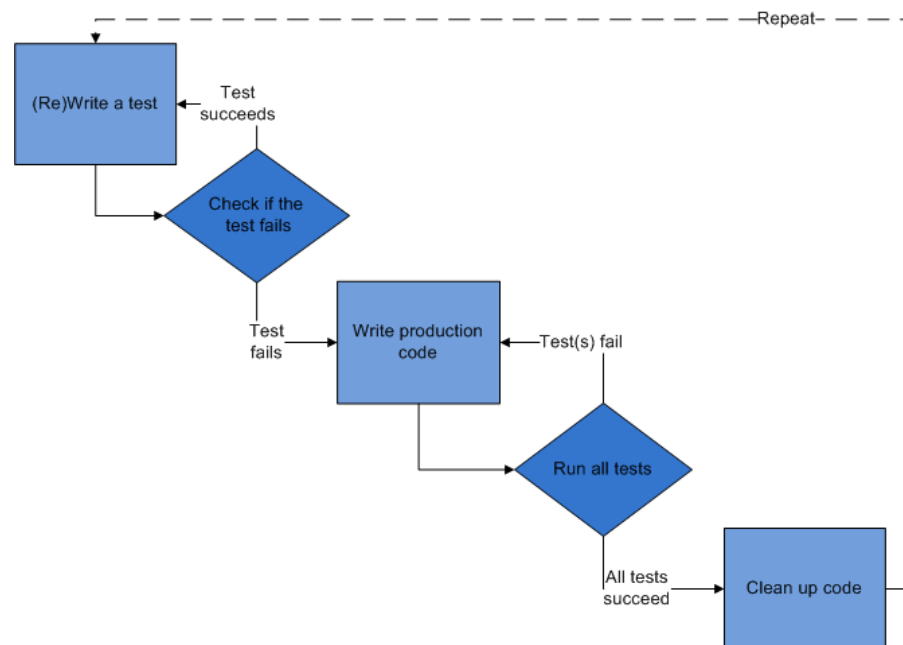 Repeat
(Re)Write a test
Test
succeeds
Check if the
test fails
Test
fails
Write production
code
Test(s) fail
Run all tests
All tests
succeed
Clean up code